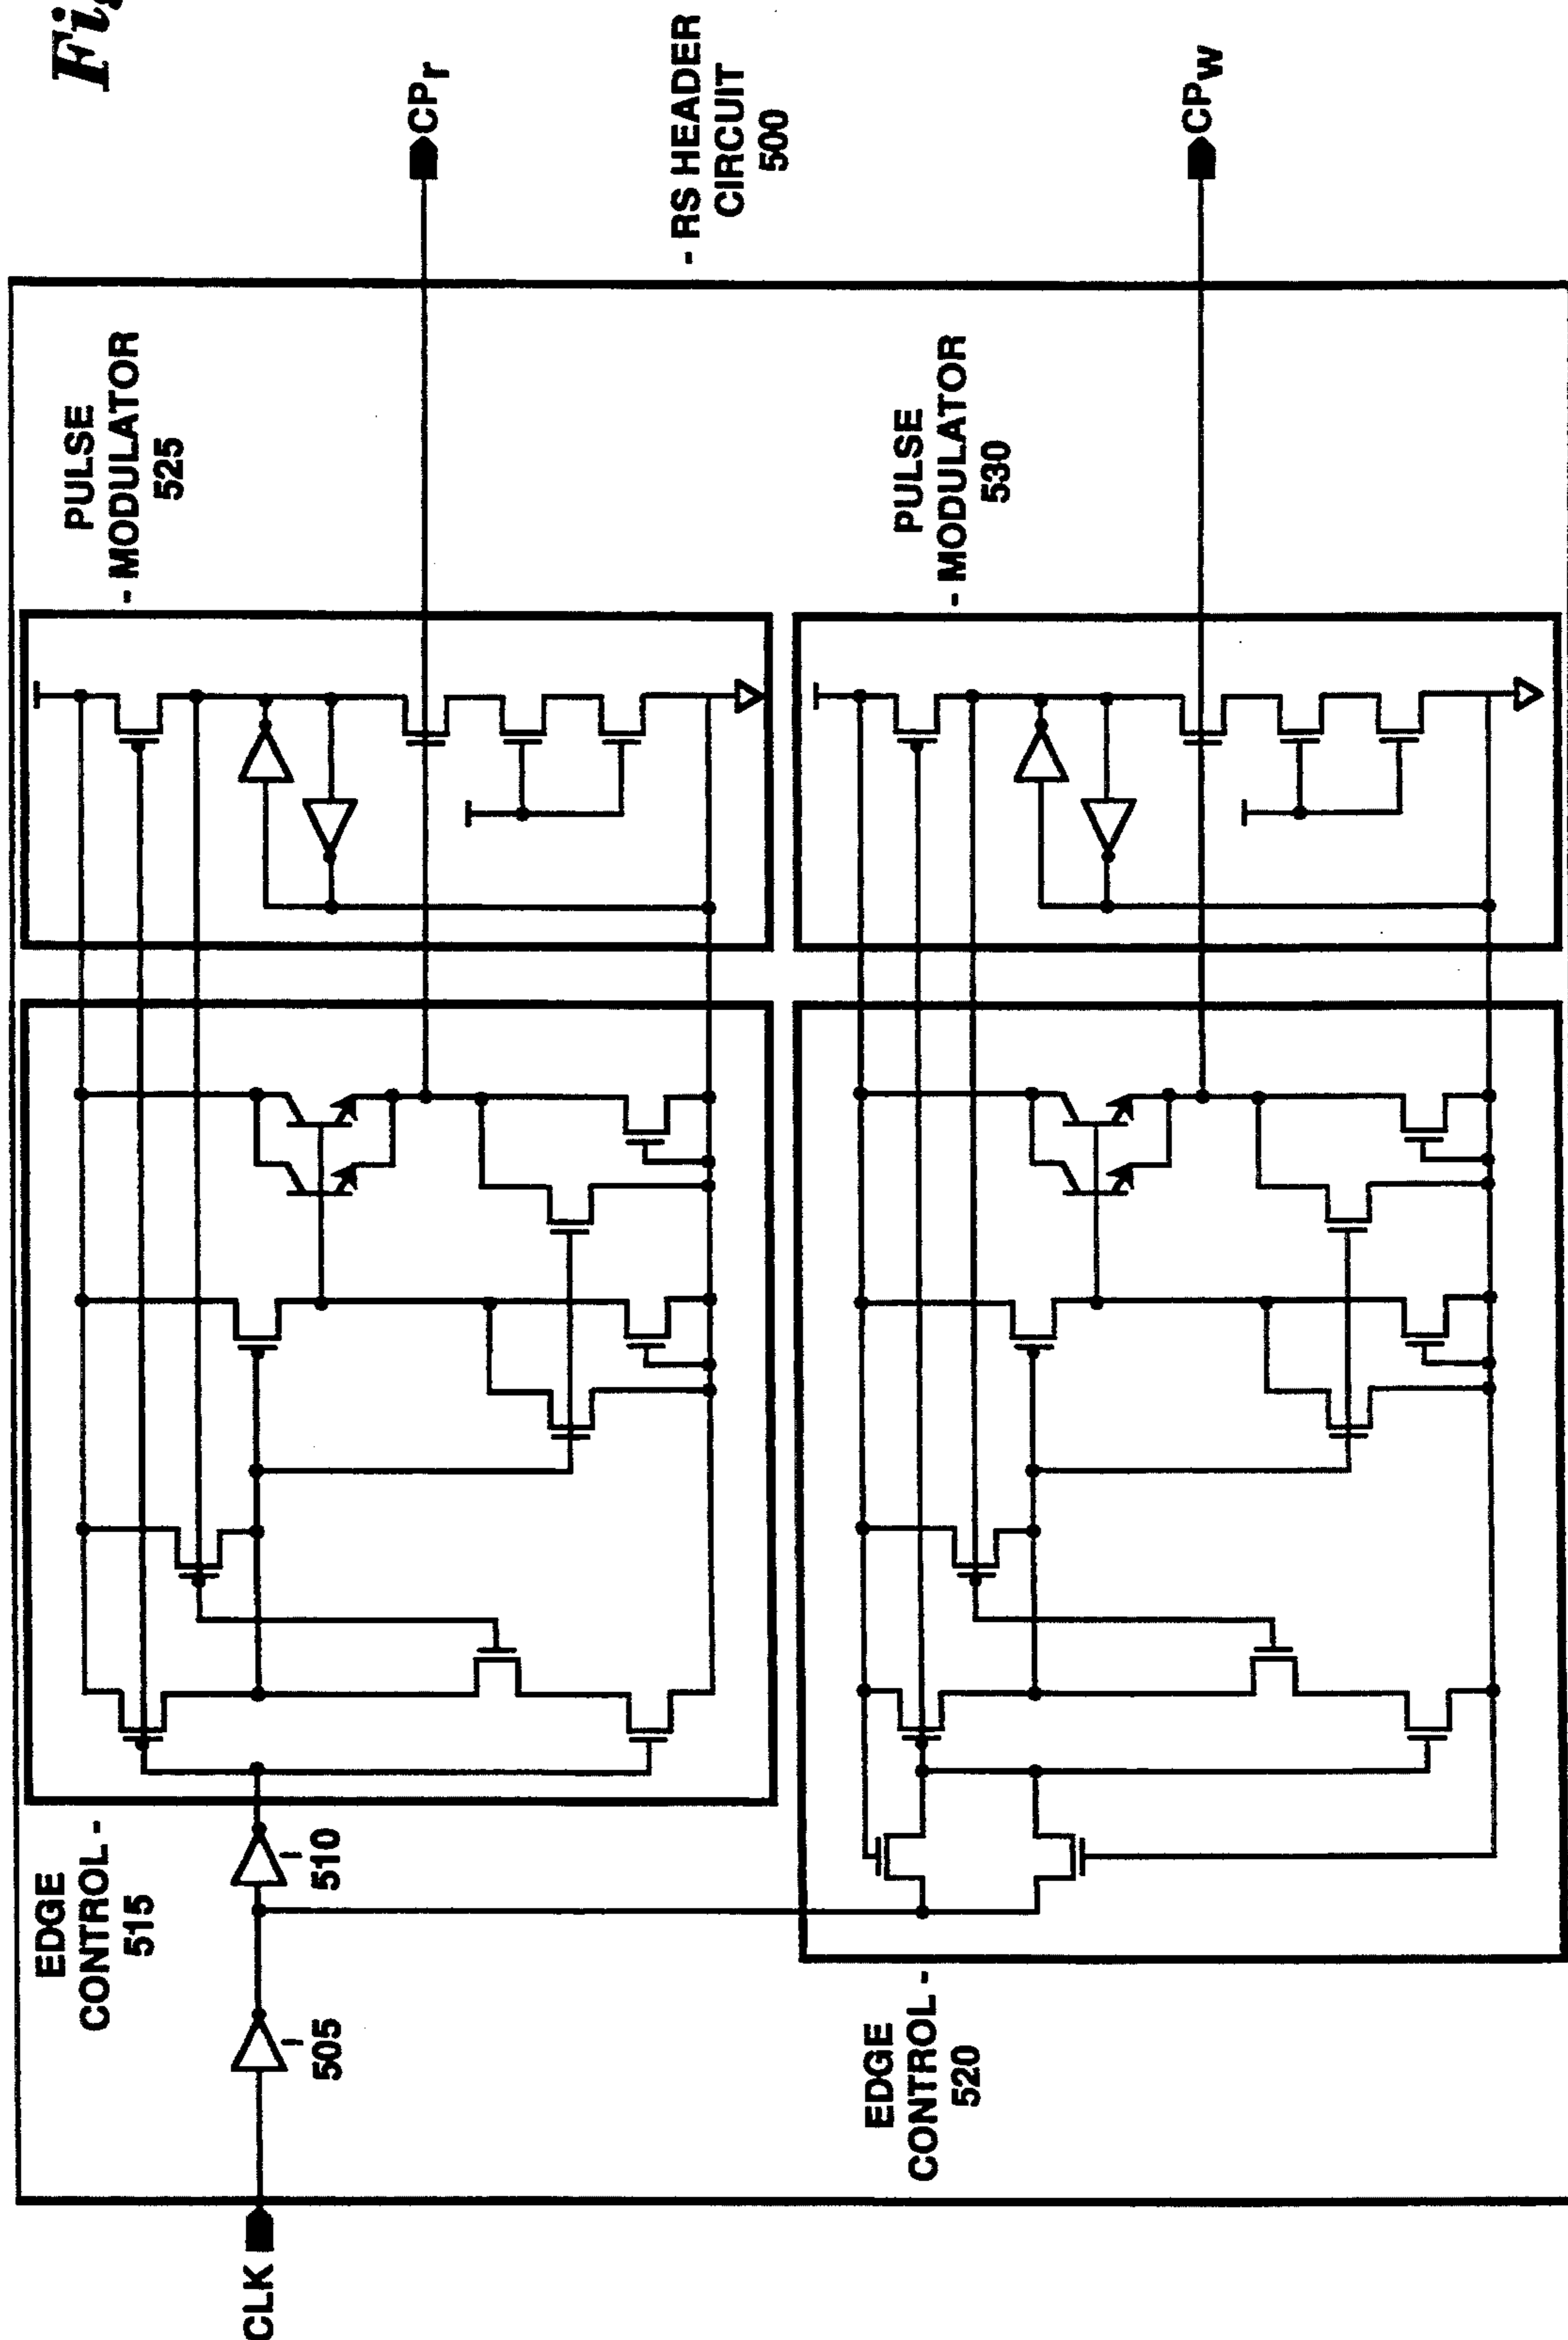 PULSE
- MODULATOR
525
CP_r
- RS HEADER
CIRCUIT
500
EDGE
CONTROL -
515
510
505
CLK
PULSE
- MODULATOR
530
CP_W
EDGE
CONTROL -
520